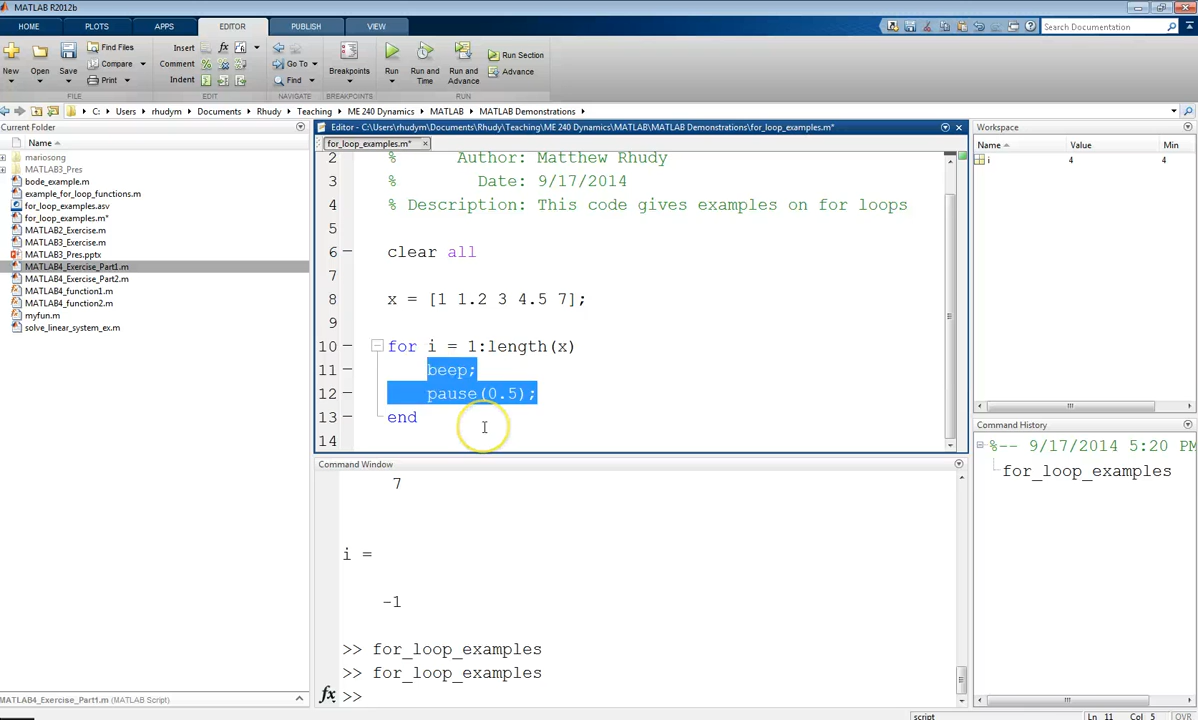 MATLAB R2012b
HOME PLOTS APPS EDITOR PUBLISH VIEW
Search Documentation
New Open Save Find Files Compare Print
FILE
Insert Comment Indent
EDIT
Go To Find
NAVIGATE
Breakpoints
BREAKPOINTS
Run Run and Time Run and Advance Run Section Advance
RUN
C: Users rhudym Documents Rhudy Teaching ME 240 Dynamics MATLAB MATLAB Demonstrations
Current Folder
Name
mariosong
MATLAB3_Pres
bode_example.m
example_for_loop_functions.m
for_loop_examples.asv
for_loop_examples.m*
MATLAB2_Exercise.m
MATLAB3_Exercise.m
MATLAB3_Pres.pptx
MATLAB4_Exercise_Part1.m
MATLAB4_Exercise_Part2.m
MATLAB4_function1.m
MATLAB4_function2.m
myfun.m
solve_linear_system_ex.m
MATLAB4_Exercise_Part1.m (MATLAB Script)
Editor - C:\Users\rhudym\Documents\Rhudy\Teaching\ME 240 Dynamics\MATLAB\MATLAB Demonstrations\for_loop_examples.m*
for_loop_examples.m*
2 % Author: Matthew Rhudy
3 % Date: 9/17/2014
4 % Description: This code gives examples on for loops
5
6 clear all
7
8 x = [1 1.2 3 4.5 7];
9
10 for i = 1:length(x)
11 beep;
12 pause(0.5);
13 end
14
Command Window
7
i =
-1
>> for_loop_examples
>> for_loop_examples
fx >>
Workspace
Name Value Min
i 4 4
Command History
%-- 9/17/2014 5:20 PM
for_loop_examples
script Ln 11 Col 5 OVR